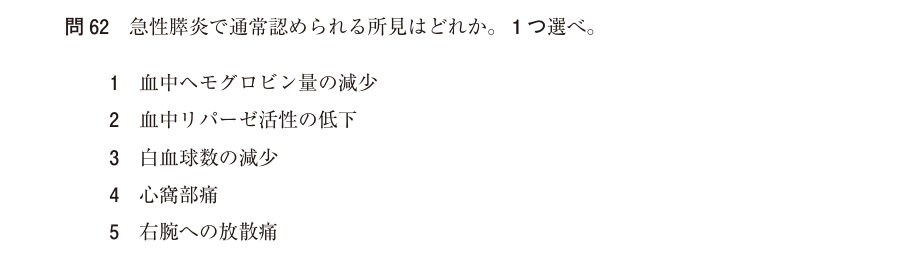 問 62　急性膵炎で通常認められる所見はどれか。1つ選べ。
1　血中ヘモグロビン量の減少
2　血中リパーゼ活性の低下
3　白血球数の減少
4　心窩部痛
5　右腕への放散痛